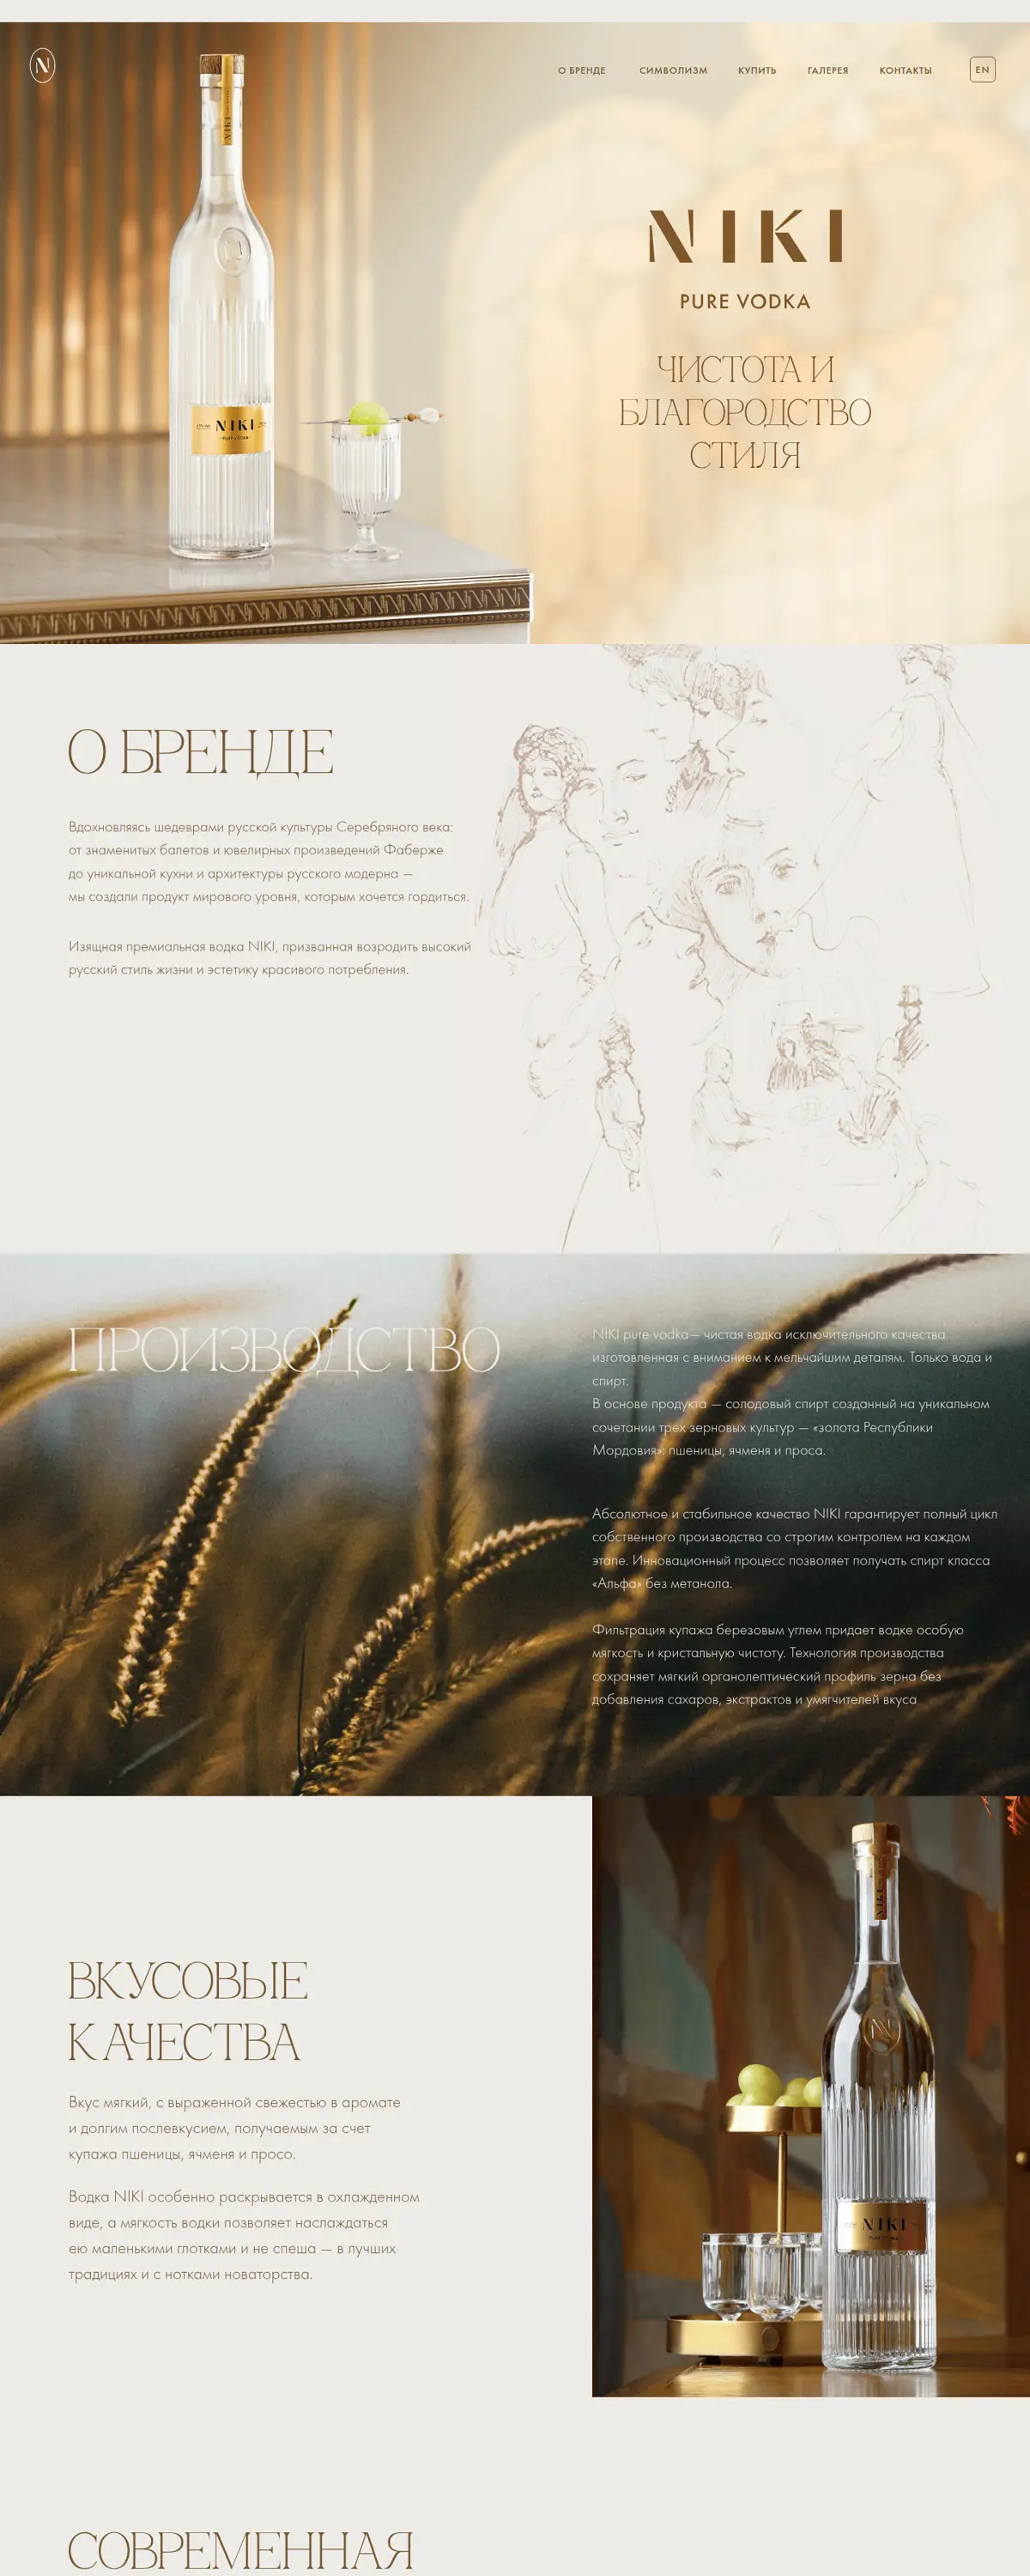 N
О БРЕНДЕ
СИМВОЛИЗМ
КУПИТЬ
ГАЛЕРЕЯ
КОНТАКТЫ
EN
NIKI
PURE VODKA
ЧИСТОТА И
БЛАГОРОДСТВО
СТИЛЯ
NIKI
NIKI
PURE VODKA
О БРЕНДЕ
Вдохновляясь шедеврами русской культуры Серебряного века:
от знаменитых балетов и ювелирных произведений Фаберже
до уникальной кухни и архитектуры русского модерна —
мы создали продукт мирового уровня, которым хочется гордиться.
Изящная премиальная водка NIKI, призванная возродить высокий
русский стиль жизни и эстетику красивого потребления.
ПРОИЗВОДСТВО
NIKI pure vodka— чистая водка исключительного качества
изготовленная с вниманием к мельчайшим деталям. Только вода и
спирт.
В основе продукта — солодовый спирт созданный на уникальном
сочетании трех зерновых культур — «золота Республики
Мордовия»: пшеницы, ячменя и проса.
Абсолютное и стабильное качество NIKI гарантирует полный цикл
собственного производства со строгим контролем на каждом
этапе. Инновационный процесс позволяет получать спирт класса
«Альфа» без метанола.
Фильтрация купажа березовым углем придает водке особую
мягкость и кристальную чистоту. Технология производства
сохраняет мягкий органолептический профиль зерна без
добавления сахаров, экстрактов и умягчителей вкуса
ВКУСОВЫЕ
КАЧЕСТВА
Вкус мягкий, с выраженной свежестью в аромате
и долгим послевкусием, получаемым за счет
купажа пшеницы, ячменя и просо.
Водка NIKI особенно раскрывается в охлажденном
виде, а мягкость водки позволяет наслаждаться
ею маленькими глотками и не спеша — в лучших
традициях и с нотками новаторства.
NIKI
N
NIKI
СОВРЕМЕННАЯ